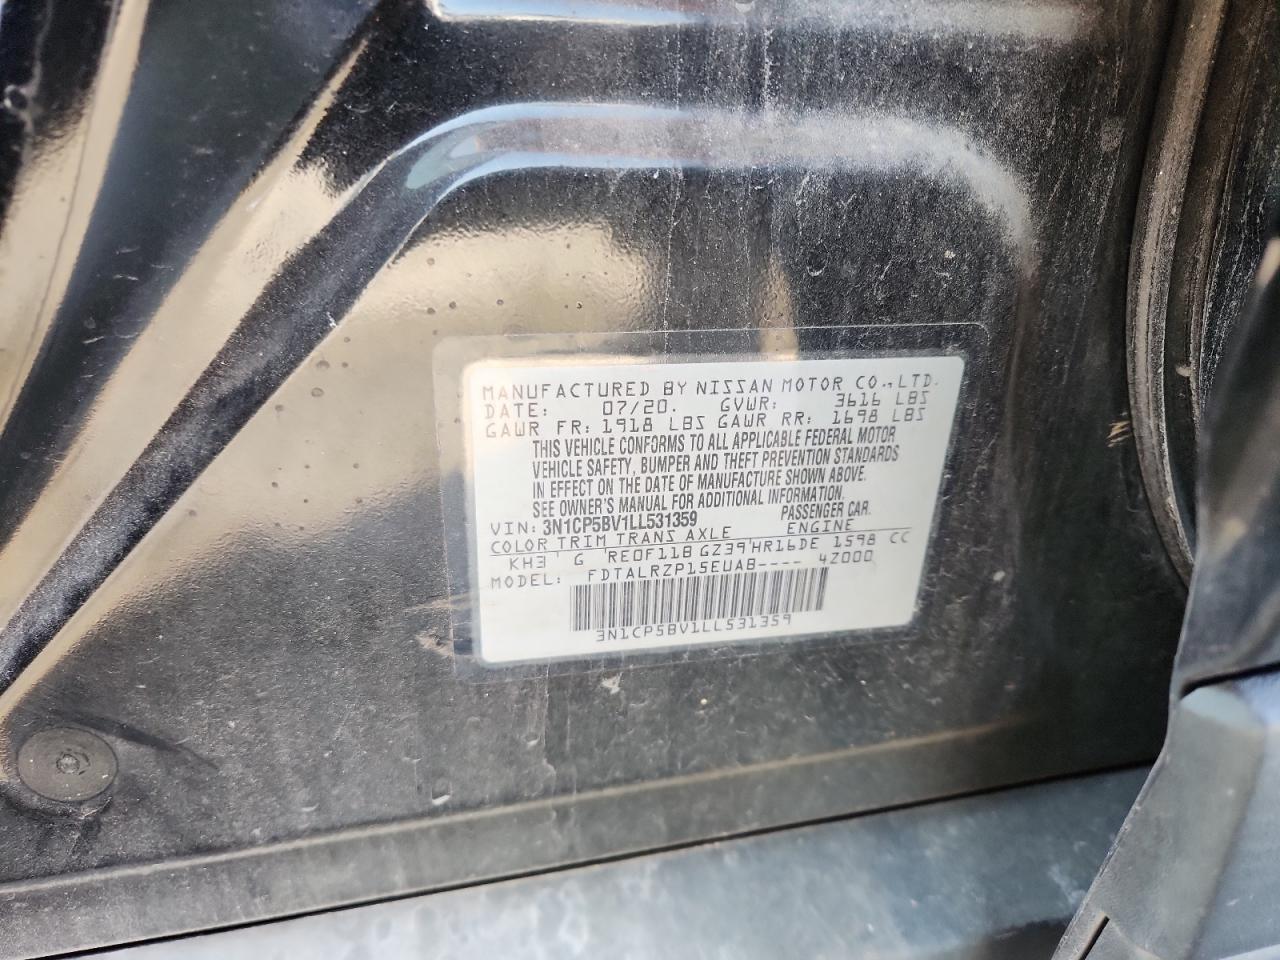 MANUFACTURED BY NISSAN MOTOR CO.,LTD.
DATE: 07/20. GVWR: 3616 LBS
GAWR FR: 1918 LBS GAWR RR: 1698 LBS
THIS VEHICLE CONFORMS TO ALL APPLICABLE FEDERAL MOTOR
VEHICLE SAFETY, BUMPER AND THEFT PREVENTION STANDARDS
IN EFFECT ON THE DATE OF MANUFACTURE SHOWN ABOVE.
SEE OWNER'S MANUAL FOR ADDITIONAL INFORMATION.
VIN: 3N1CP5BV1LL531359 PASSENGER CAR.
COLOR TRIM TRANS AXLE ENGINE
KH3' G 'RE0F11B GZ39'HR16DE 1598 CC
MODEL: FDTALRZP15EUAB---- 4Z000
3N1CP5BV1LL531359